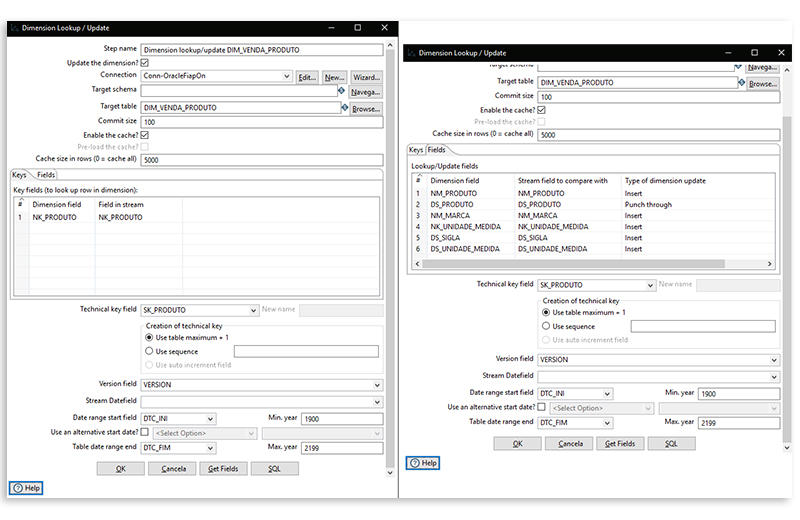 Dimension Lookup / Update
Step name Dimension lookup/update DIM_VENDA_PRODUTO
Update the dimension?
Connection Conn-OracleFiapOn Edit... New... Wizard...
Target schema Navega...
Target table DIM_VENDA_PRODUTO Browse...
Commit size 100
Enable the cache?
Pre-load the cache?
Cache size in rows (0 = cache all) 5000
Keys Fields
Key fields (to look up row in dimension):
# Dimension field Field in stream
1 NK_PRODUTO NK_PRODUTO
Technical key field SK_PRODUTO New name
Creation of technical key
Use table maximum + 1
Use sequence
Use auto increment field
Version field VERSION
Stream Datefield
Date range start field DTC_INI Min. year 1900
Use an alternative start date? <Select Option>
Table date range end DTC_FIM Max. year 2199
OK Cancela Get Fields SQL
Help
Dimension Lookup / Update
Target schema Navega...
Target table DIM_VENDA_PRODUTO Browse...
Commit size 100
Enable the cache?
Pre-load the cache?
Cache size in rows (0 = cache all) 5000
Keys Fields
Lookup/Update fields
# Dimension field Stream field to compare with Type of dimension update
1 NM_PRODUTO NM_PRODUTO Insert
2 DS_PRODUTO DS_PRODUTO Punch through
3 NM_MARCA NM_MARCA Insert
4 NK_UNIDADE_MEDIDA NK_UNIDADE_MEDIDA Insert
5 DS_SIGLA DS_SIGLA Insert
6 DS_UNIDADE_MEDIDA DS_UNIDADE_MEDIDA Insert
Technical key field SK_PRODUTO New name
Creation of technical key
Use table maximum + 1
Use sequence
Use auto increment field
Version field VERSION
Stream Datefield
Date range start field DTC_INI Min. year 1900
Use an alternative start date? <Select Option>
Table date range end DTC_FIM Max. year 2199
OK Cancela Get Fields SQL
Help